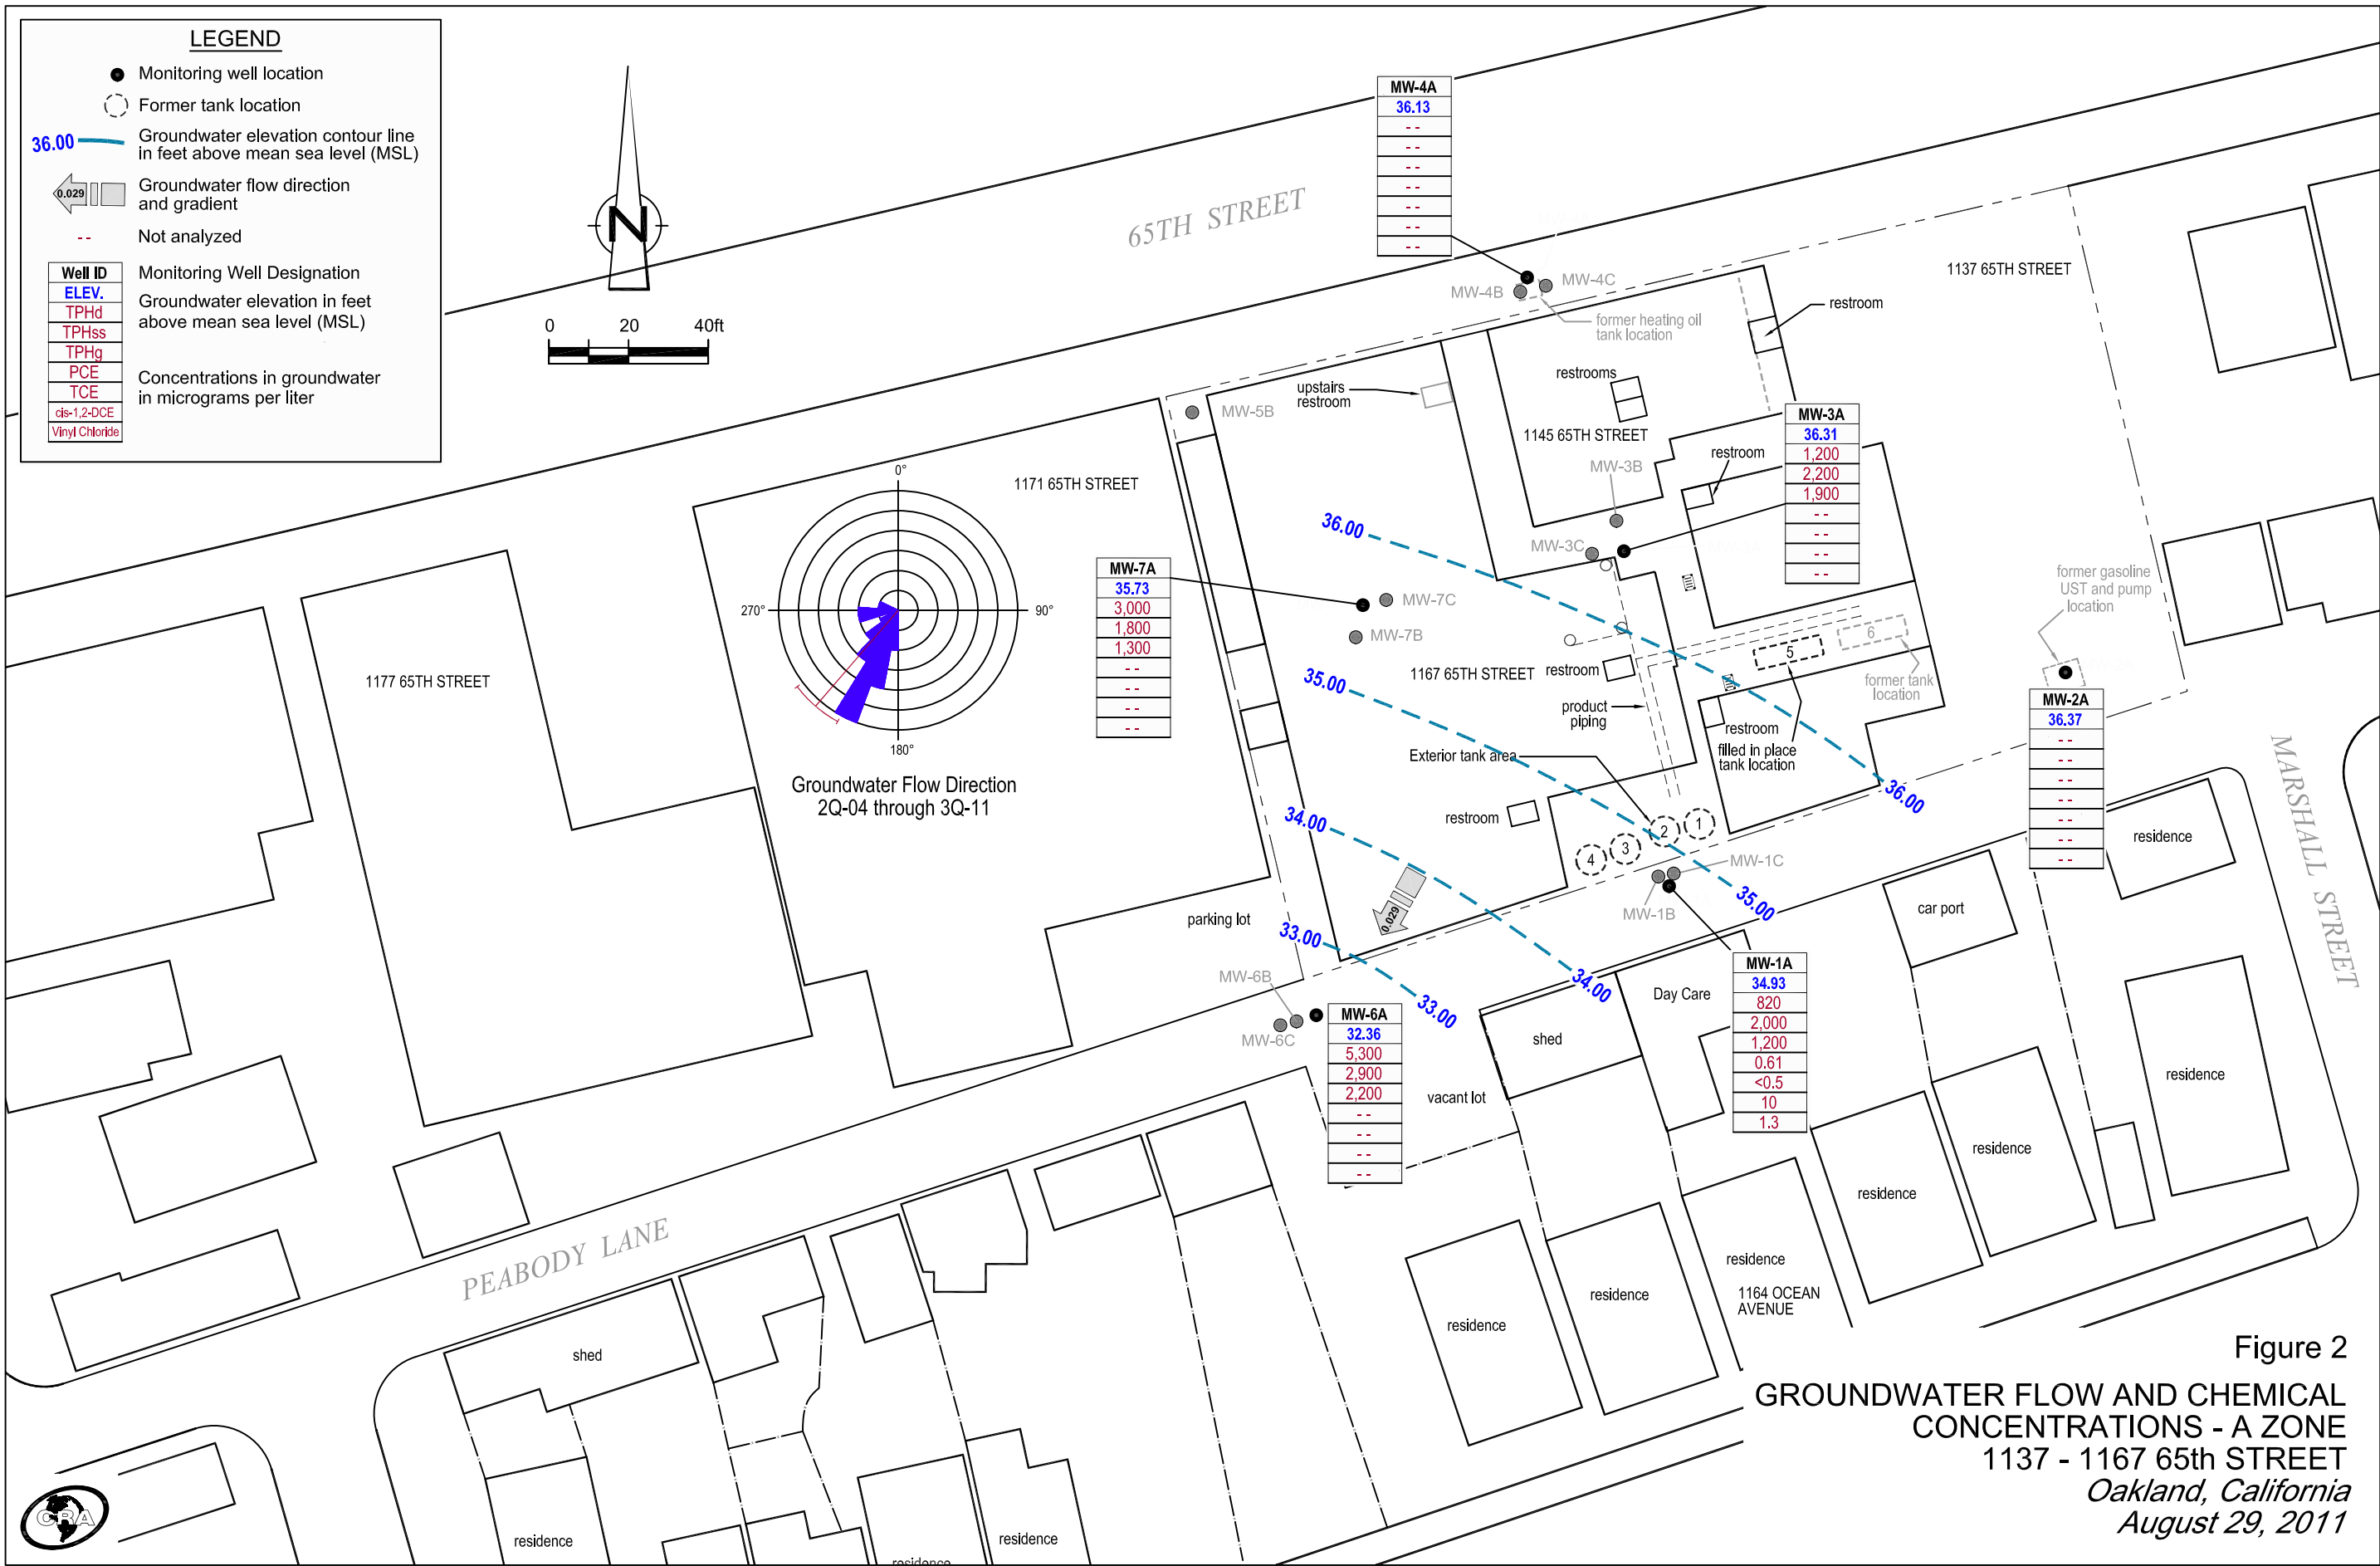 LEGEND
Monitoring well location
Former tank location
36.00
Groundwater elevation contour line
in feet above mean sea level (MSL)
0.029
Groundwater flow direction
and gradient
- -
Not analyzed
Well ID
Monitoring Well Designation
ELEV.
Groundwater elevation in feet
above mean sea level (MSL)
TPHd
TPHss
TPHg
PCE
TCE
cis-1,2-DCE
Vinyl Chloride
Concentrations in groundwater
in micrograms per liter
N
0 20 40ft
65TH STREET
MW-4A
36.13
- -
- -
- -
- -
- -
- -
- -
MW-4B
MW-4C
former heating oil
tank location
1137 65TH STREET
restroom
upstairs
restroom
restrooms
1145 65TH STREET
MW-5B
1171 65TH STREET
MW-3B
restroom
MW-3A
36.31
1,200
2,200
1,900
- -
- -
- -
- -
MW-3C
36.00
0°
90°
180°
270°
Groundwater Flow Direction
2Q-04 through 3Q-11
MW-7A
35.73
3,000
1,800
1,300
- -
- -
- -
- -
MW-7C
MW-7B
1177 65TH STREET
1167 65TH STREET
restroom
35.00
product
piping
5
6
former tank
location
restroom
filled in place
tank location
former gasoline
UST and pump
location
MW-2A
36.37
- -
- -
- -
- -
- -
- -
- -
MARSHALL STREET
Exterior tank area
36.00
34.00
restroom
1
2
3
4
MW-1C
MW-1B
35.00
residence
car port
parking lot
0.029
33.00
MW-6B
MW-6C
34.00
33.00
MW-6A
32.36
5,300
2,900
2,200
- -
- -
- -
- -
MW-1A
34.93
820
2,000
1,200
0.61
<0.5
10
1.3
Day Care
shed
vacant lot
residence
residence
residence
residence
1164 OCEAN
AVENUE
residence
residence
PEABODY LANE
shed
residence
residence
residence
CRA
Figure 2
GROUNDWATER FLOW AND CHEMICAL
CONCENTRATIONS - A ZONE
1137 - 1167 65th STREET
Oakland, California
August 29, 2011